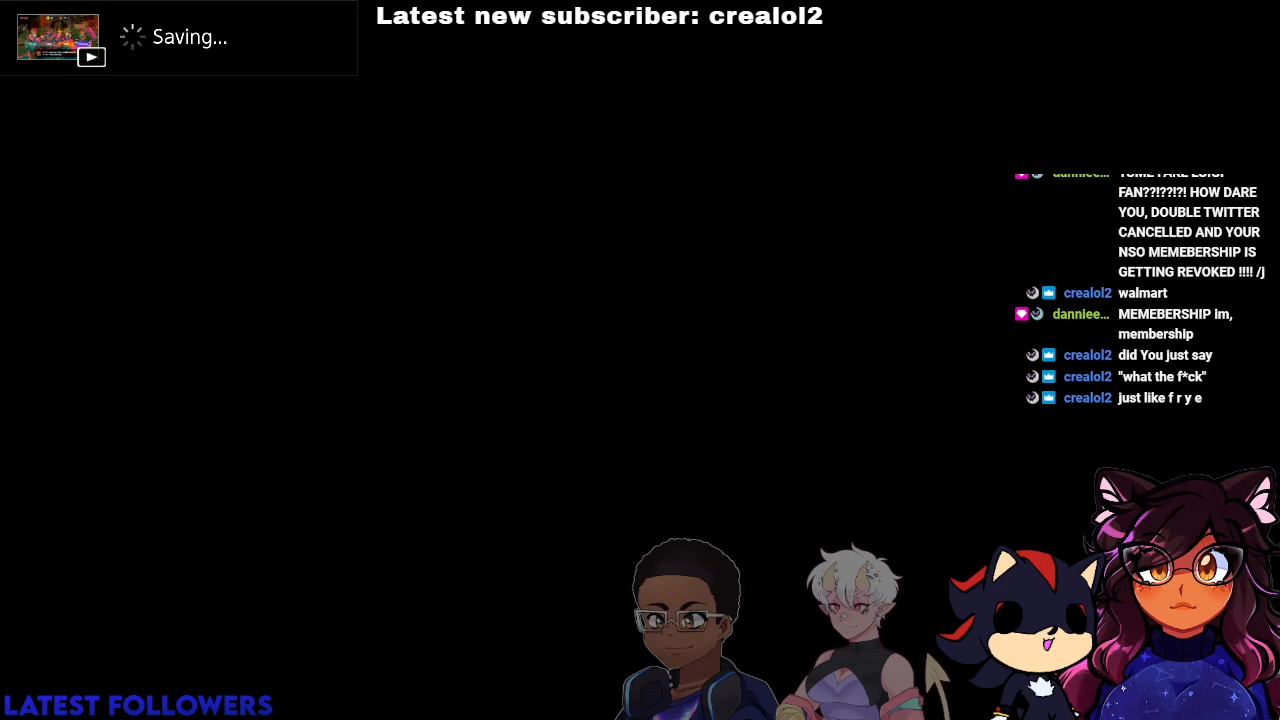 Saving...
Latest new subscriber: crealol2
FAN??!??!?! HOW DARE
YOU, DOUBLE TWITTER
CANCELLED AND YOUR
NSO MEMEBERSHIP IS
GETTING REVOKED !!!! /j
crealol2 walmart
danniee... MEMEBERSHIP im,
membership
crealol2 did You just say
crealol2 "what the f*ck"
crealol2 just like f r y e
LATEST FOLLOWERS